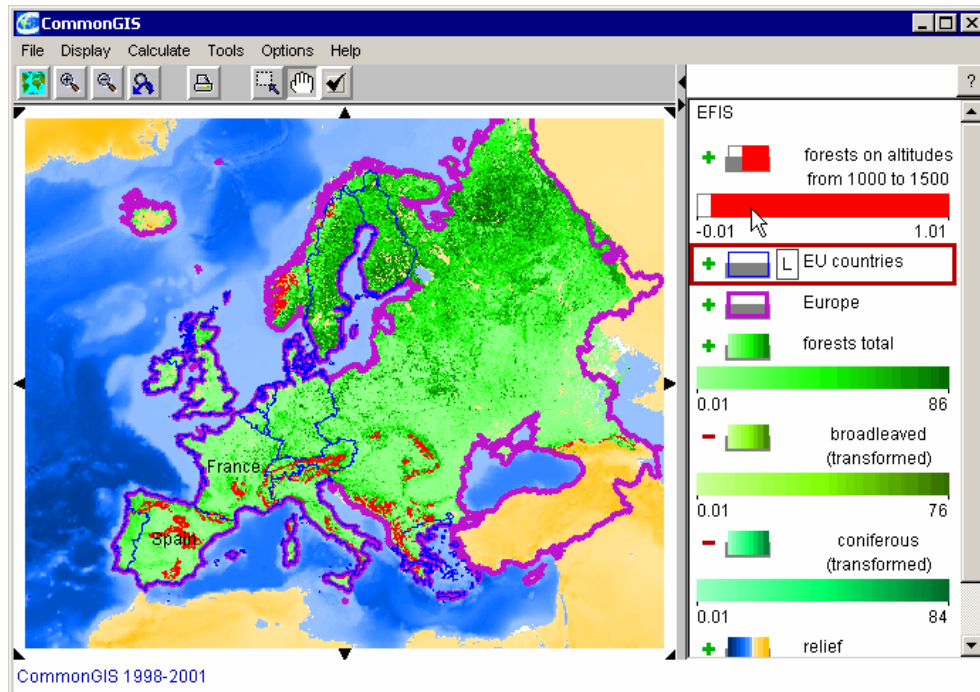 CommonGIS
File Display Calculate Tools Options Help
?
EFIS
forests on altitudes
from 1000 to 1500
-0.01 1.01
L EU countries
Europe
forests total
0.01 86
broadleaved
(transformed)
0.01 76
coniferous
(transformed)
0.01 84
relief
France
Spain
CommonGIS 1998-2001